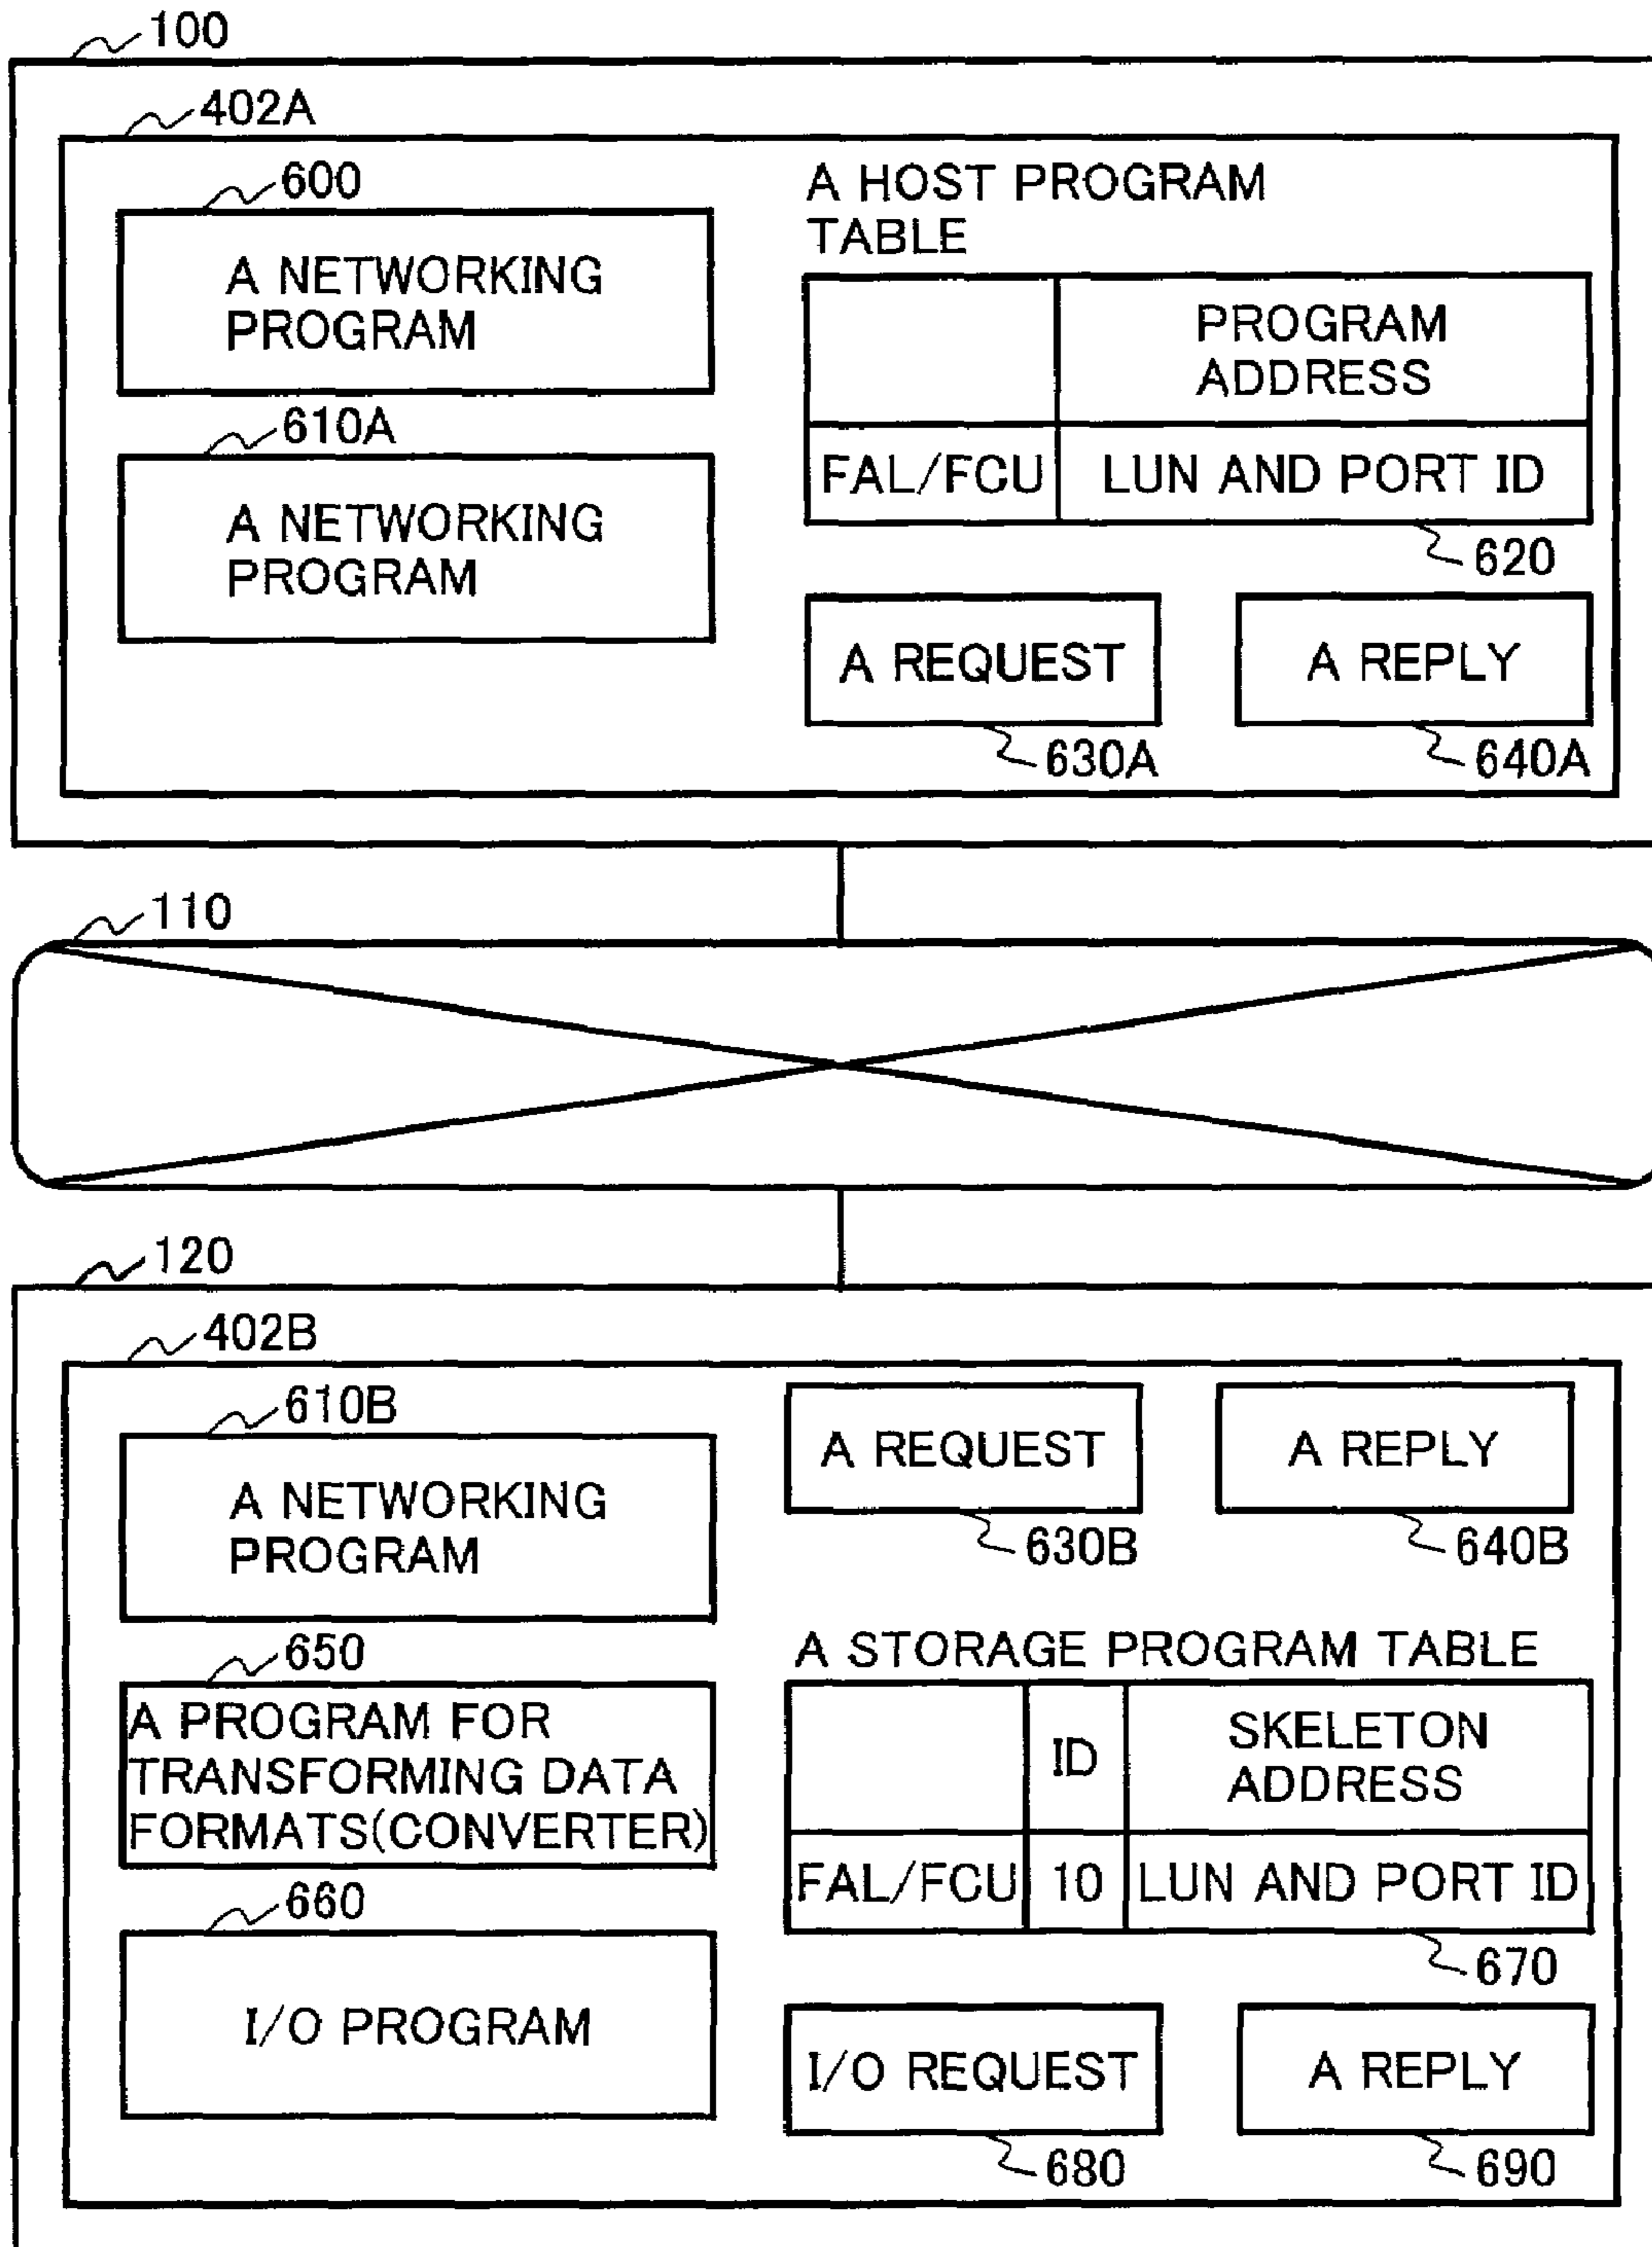 100
402A
600
A NETWORKING
PROGRAM
610A
A NETWORKING
PROGRAM
A HOST PROGRAM
TABLE
PROGRAM
ADDRESS
FAL/FCU LUN AND PORT ID
620
A REQUEST
630A
A REPLY
640A
110
120
402B
610B
A NETWORKING
PROGRAM
650
A PROGRAM FOR
TRANSFORMING DATA
FORMATS(CONVERTER)
660
I/O PROGRAM
A REQUEST
630B
A REPLY
640B
A STORAGE PROGRAM TABLE
ID
SKELETON
ADDRESS
FAL/FCU 10 LUN AND PORT ID
670
I/O REQUEST
680
A REPLY
690